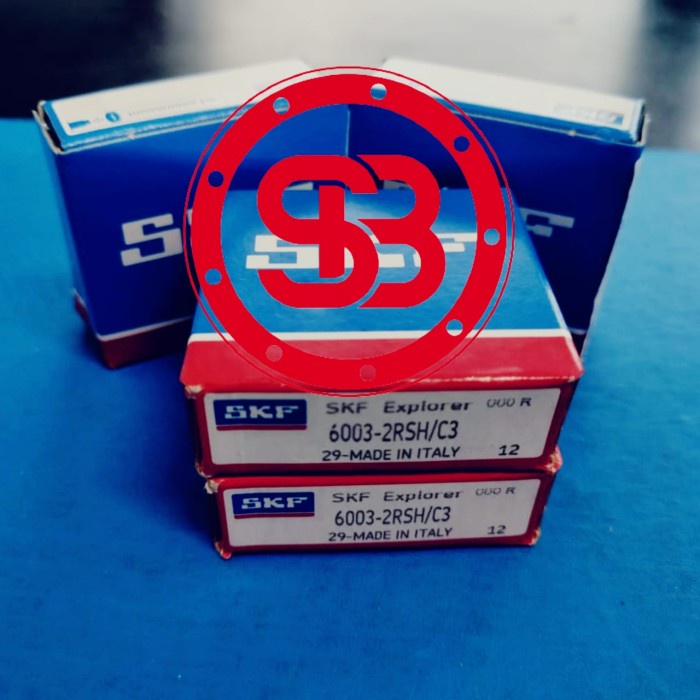 SKF
SB
SKF
SKF Explorer 000 R
6003-2RSH/C3
29-MADE IN ITALY 12
SKF
SKF Explorer 000 R
6003-2RSH/C3
29-MADE IN ITALY 12